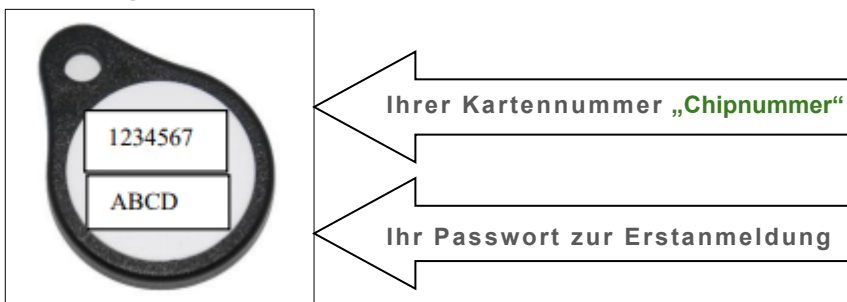 1234567
Ihrer Kartennummer „Chipnummer“
ABCD
Ihr Passwort zur Erstanmeldung